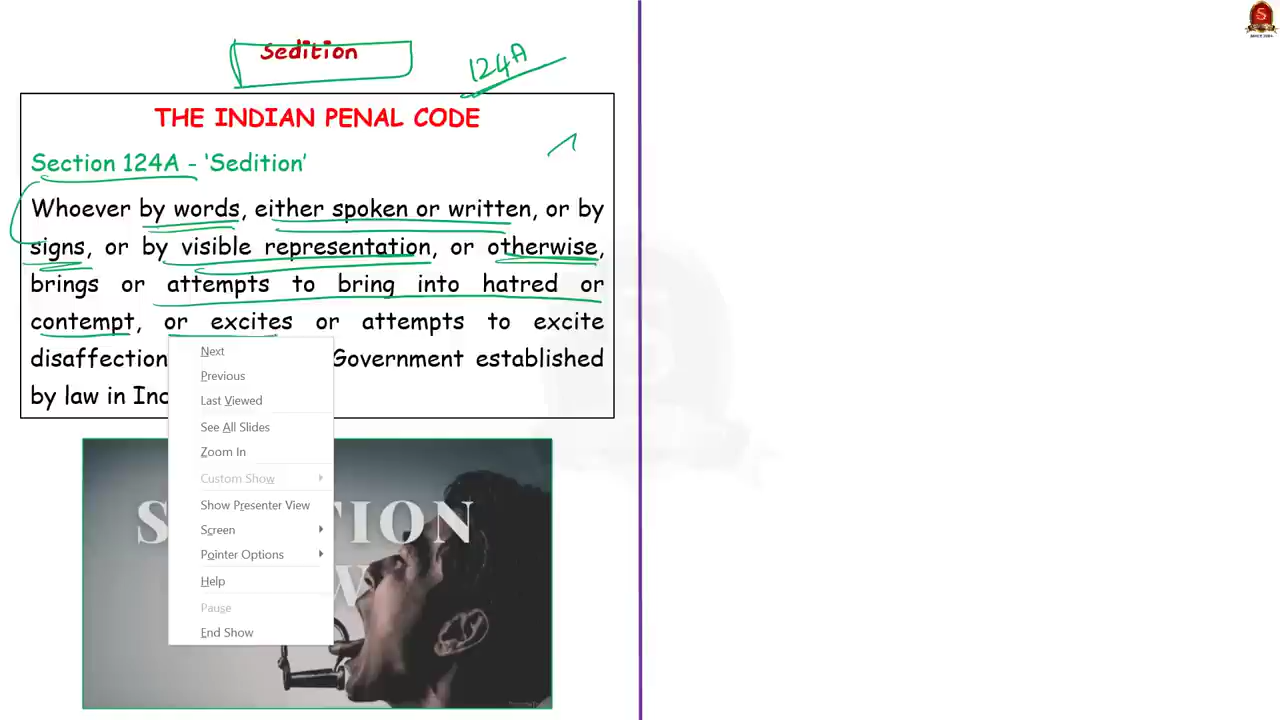 Sedition
124A
THE INDIAN PENAL CODE
Section 124A - ‘Sedition’
Whoever by words, either spoken or written, or by
signs, or by visible representation, or otherwise,
brings or attempts to bring into hatred or
contempt, or excites or attempts to excite
disaffection Government established
by law in
Next
Previous
Last Viewed
See All Slides
Zoom In
Custom Show
Show Presenter View
Screen
Pointer Options
Help
Pause
End Show
S TION
W
S